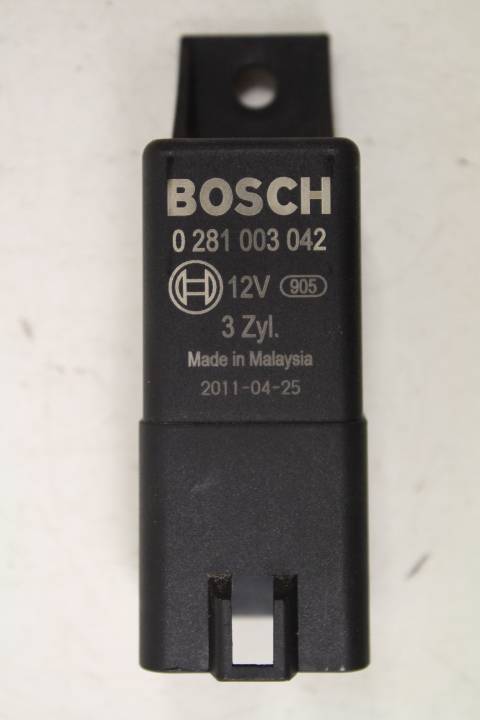 BOSCH
0 281 003 042
12V 905
3 Zyl.
Made in Malaysia
2011-04-25